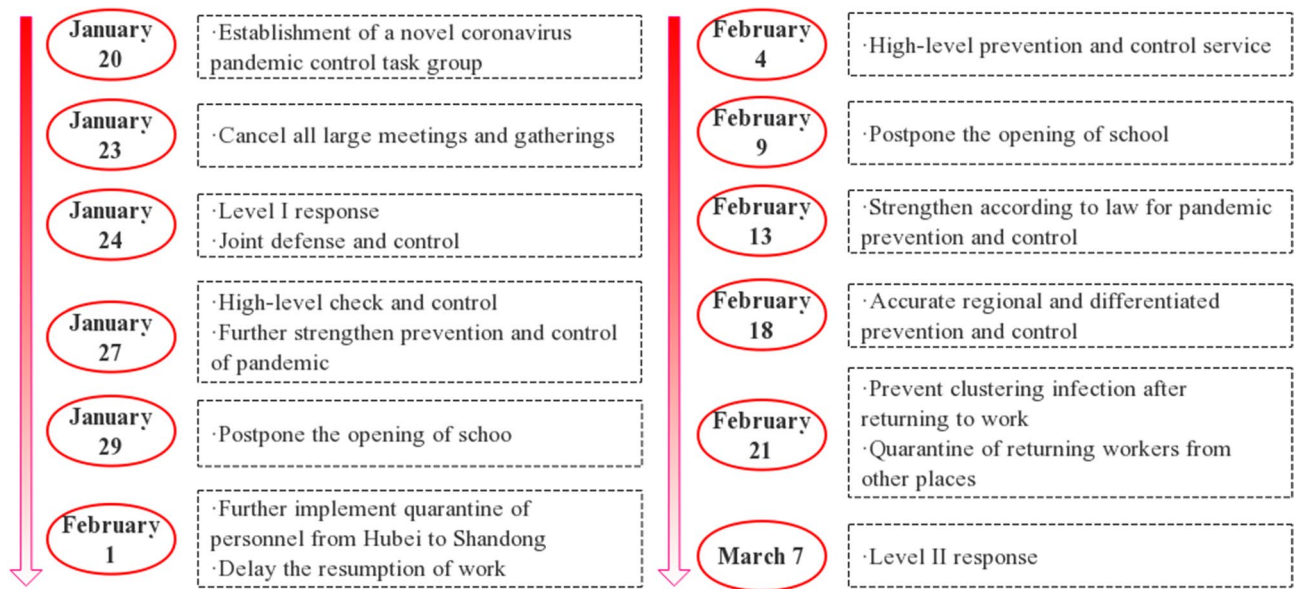 January
20
·Establishment of a novel coronavirus
pandemic control task group
January
23
·Cancel all large meetings and gatherings
January
24
·Level I response
·Joint defense and control
January
27
·High-level check and control
·Further strengthen prevention and control
of pandemic
January
29
·Postpone the opening of schoo
February
1
·Further implement quarantine of
personnel from Hubei to Shandong
·Delay the resumption of work
February
4
·High-level prevention and control service
February
9
·Postpone the opening of school
February
13
·Strengthen according to law for pandemic
prevention and control
February
18
·Accurate regional and differentiated
prevention and control
February
21
·Prevent clustering infection after
returning to work
·Quarantine of returning workers from
other places
March 7
·Level II response